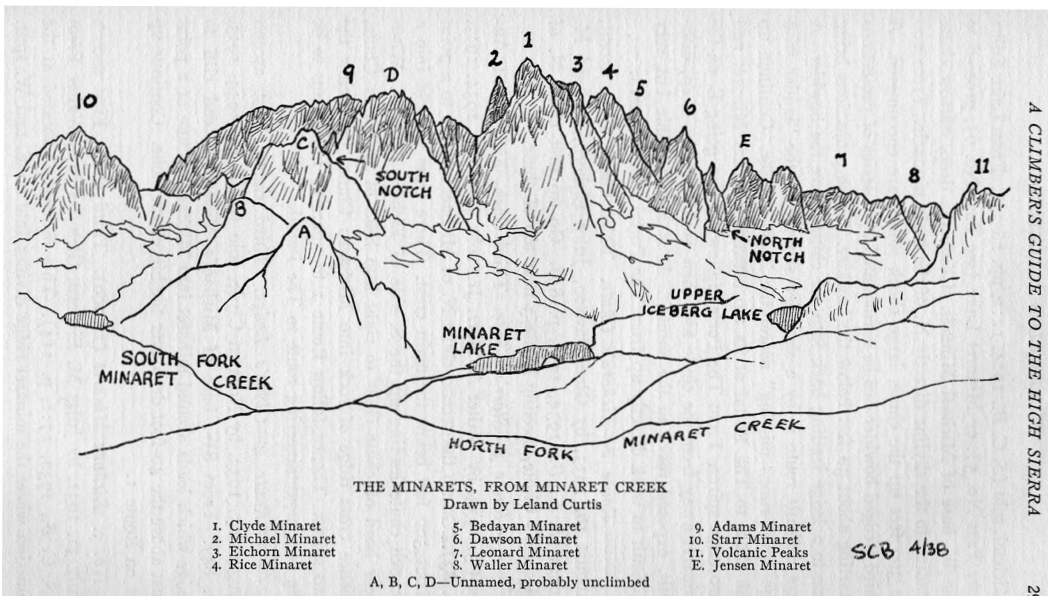 1
2
3
9
D
4
5
10
6
C
E
7
8
11
SOUTH
NOTCH
B
A
NORTH
NOTCH
UPPER
ICEBERG LAKE
MINARET
LAKE
SOUTH FORK
MINARET CREEK
HORTH FORK MINARET CREEK
THE MINARETS, FROM MINARET CREEK
Drawn by Leland Curtis
1. Clyde Minaret
2. Michael Minaret
3. Eichorn Minaret
4. Rice Minaret
5. Bedayan Minaret
6. Dawson Minaret
7. Leonard Minaret
8. Waller Minaret
9. Adams Minaret
10. Starr Minaret
11. Volcanic Peaks
E. Jensen Minaret
A, B, C, D—Unnamed, probably unclimbed
SCB 4/38
A CLIMBER'S GUIDE TO THE HIGH SIERRA